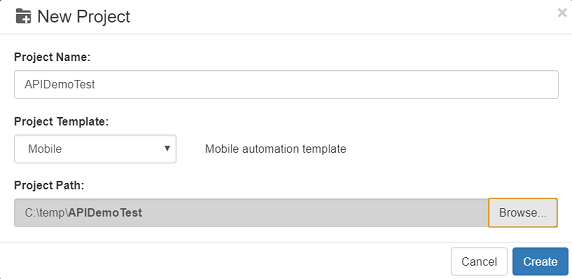 New Project
×
Project Name:
APIDemoTest
Project Template:
Mobile
Mobile automation template
Project Path:
C:\temp\APIDemoTest
Browse...
Cancel
Create